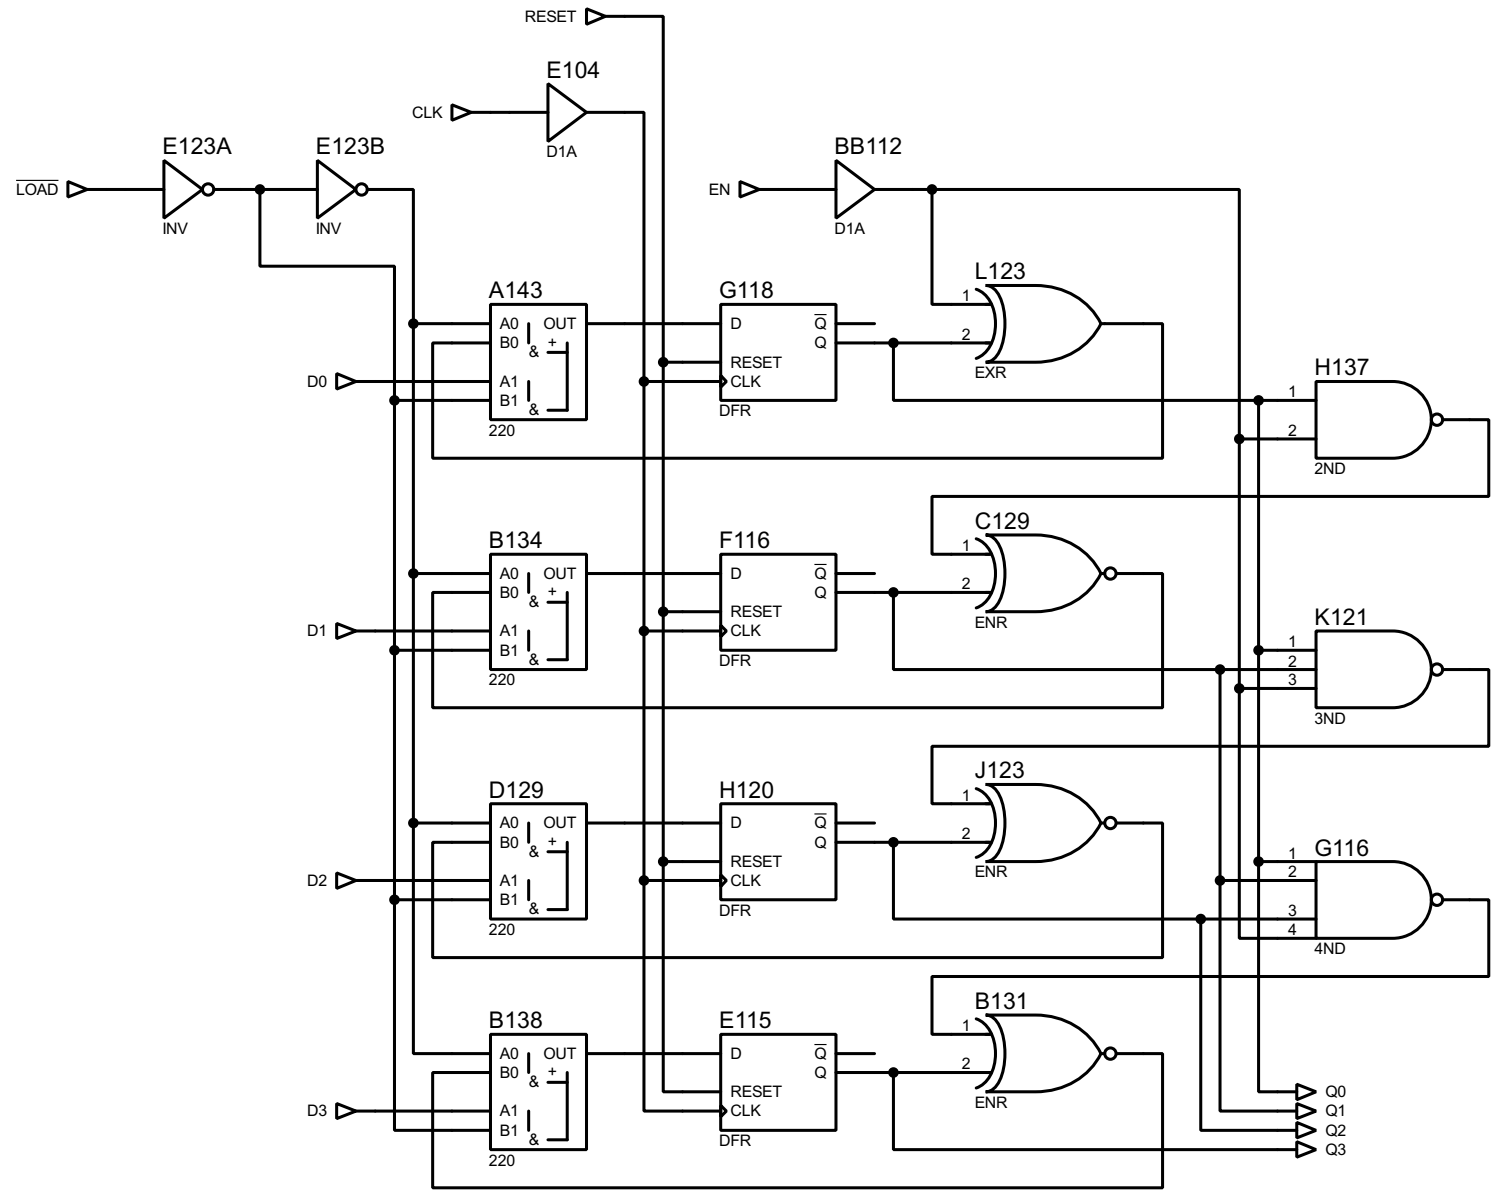 RESET
E104
CLK
D1A
E123A
E123B
BB112
LOAD
EN
INV
INV
D1A
L123
A143
G118
1
A0 OUT
D
Q
B0 +
&
Q
2
RESET
EXR
H137
D0
A1
CLK
1
B1
&
DFR
220
2
2ND
C129
B134
F116
1
A0 OUT
D
Q
B0 +
&
Q
2
RESET
ENR
K121
D1
A1
CLK
1
B1
&
DFR
2
220
3
3ND
J123
D129
H120
1
A0 OUT
D
Q
B0 +
&
Q
2
RESET
ENR
G116
1
D2
A1
CLK
2
B1
&
DFR
3
220
4
4ND
B131
B138
E115
1
A0 OUT
D
Q
B0 +
&
Q
2
RESET
ENR
Q0
D3
A1
CLK
Q1
B1
&
DFR
Q2
220
Q3